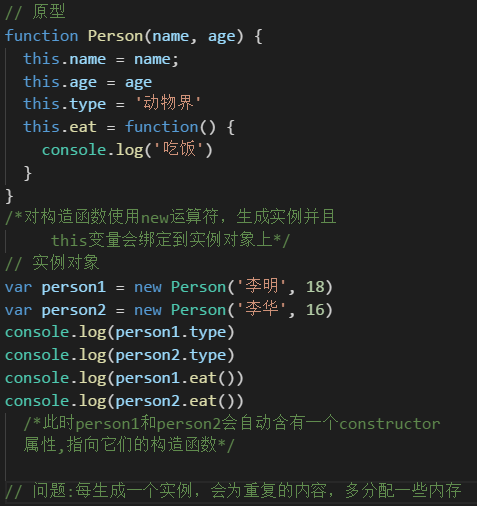 // 原型
function Person(name, age) {
  this.name = name;
  this.age = age
  this.type = '动物界'
  this.eat = function() {
    console.log('吃饭')
  }
}
/*对构造函数使用new运算符，生成实例并且
     this变量会绑定到实例对象上*/
// 实例对象
var person1 = new Person('李明', 18)
var person2 = new Person('李华', 16)
console.log(person1.type)
console.log(person2.type)
console.log(person1.eat())
console.log(person2.eat())
  /*此时person1和person2会自动含有一个constructor
  属性,指向它们的构造函数*/
// 问题:每生成一个实例，会为重复的内容，多分配一些内存